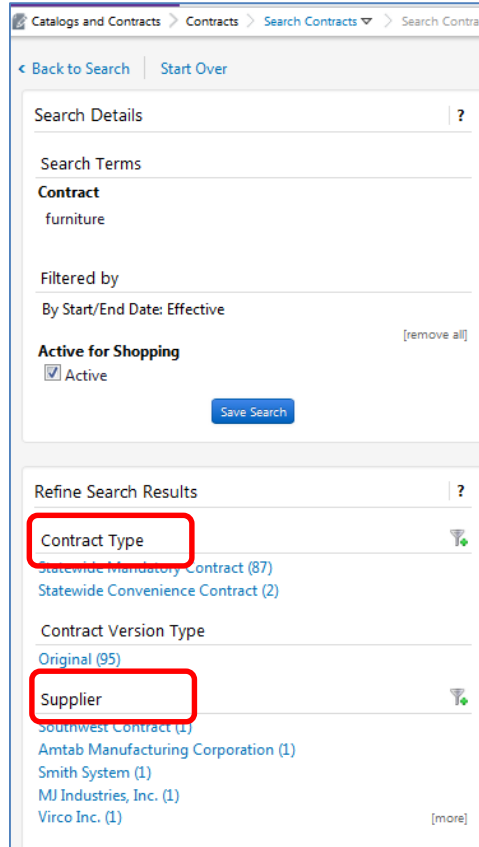 Catalogs and Contracts > Contracts > Search Contracts > Search Contra
< Back to Search Start Over
Search Details ?
Search Terms
Contract
furniture
Filtered by
By Start/End Date: Effective
[remove all]
Active for Shopping
Active
Save Search
Refine Search Results ?
Contract Type
Statewide Mandatory Contract (87)
Statewide Convenience Contract (2)
Contract Version Type
Original (95)
Supplier
Southwest Contract (1)
Amtab Manufacturing Corporation (1)
Smith System (1)
MJ Industries, Inc. (1)
Virco Inc. (1) [more]